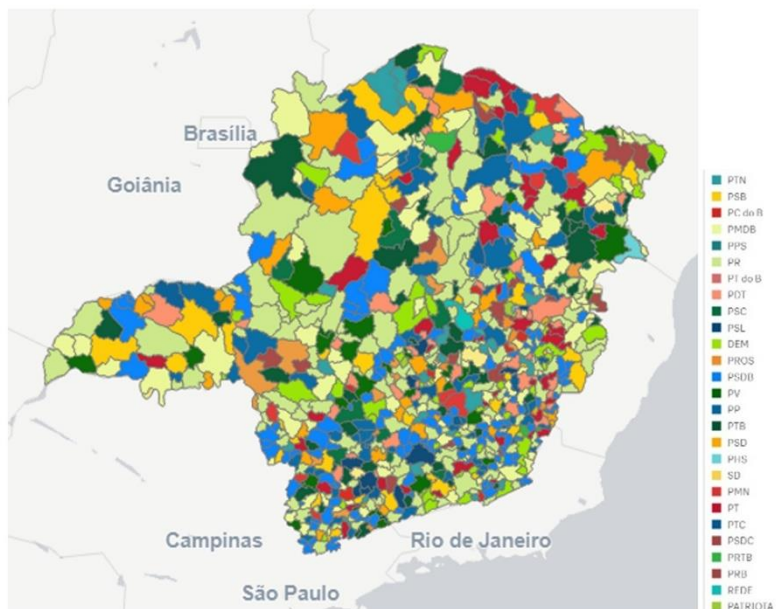 Brasília
Goiânia
Campinas
Rio de Janeiro
São Paulo
PTN
PSB
PC do B
PMDB
PPS
PR
PT do B
PDT
PSC
PSL
DEM
PROS
PSDB
PV
PP
PTB
PSD
PHS
SD
PMN
PT
PTC
PSDC
PRTB
PRB
REDE
PATRIOTA